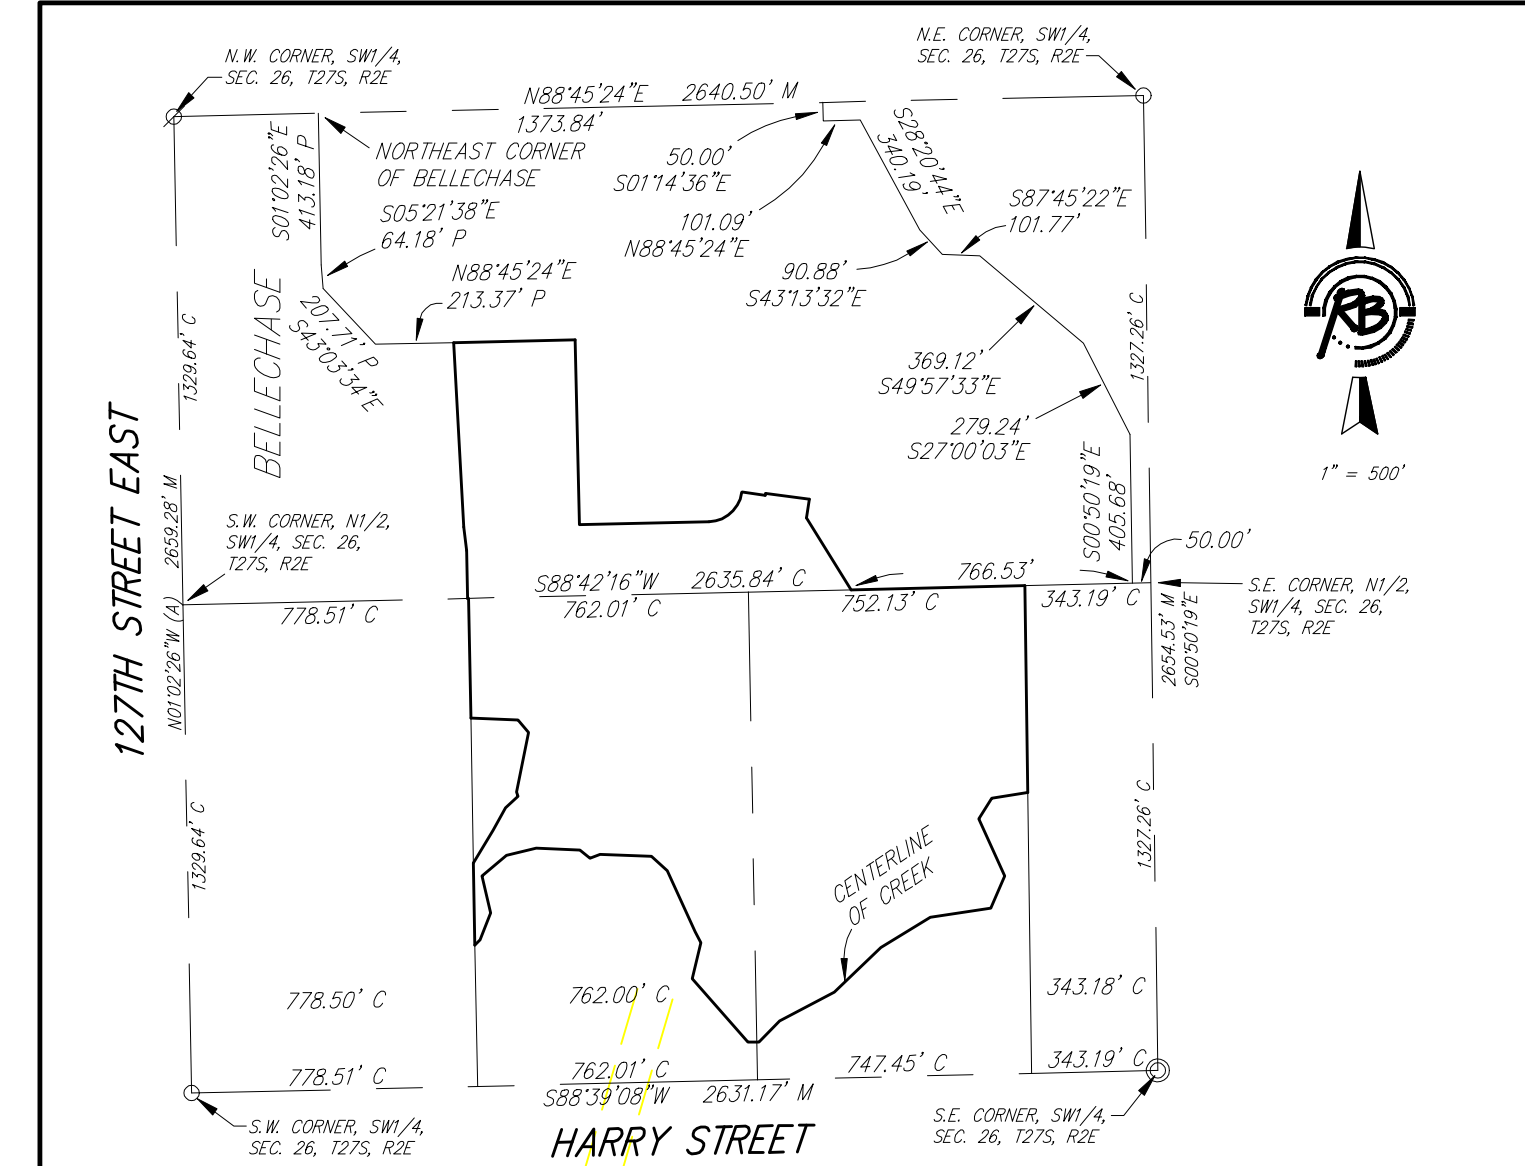 N.W. CORNER, SW1/4,
SEC. 26, T27S, R2E
N.E. CORNER, SW1/4,
SEC. 26, T27S, R2E
N88°45'24"E 2640.50' M
1373.84'
S01°02'26"E
413.18' P
NORTHEAST CORNER
OF BELLECHASE
S05°21'38"E
64.18' P
N88°45'24"E
213.37' P
207.71' P
S43°03'34"E
BELLECHASE
50.00'
S01°14'36"E
101.09'
N88°45'24"E
S28°20'44"E
340.19'
S87°45'22"E
101.77'
90.88'
S43°13'32"E
369.12'
S49°57'33"E
279.24'
S27°00'03"E
S00°50'19"E
405.68'
1327.26' C
1329.64' C
RB
1" = 500'
127TH STREET EAST
N01°02'26"W (A) 2659.28' M
S.W. CORNER, N1/2,
SW1/4, SEC. 26,
T27S, R2E
50.00'
S.E. CORNER, N1/2,
SW1/4, SEC. 26,
T27S, R2E
S88°42'16"W 2635.84' C
766.53'
778.51' C
762.01' C
752.13' C
343.19' C
2654.53' M
S00°50'19"E
1329.64' C
1327.26' C
CENTERLINE
OF CREEK
778.50' C
762.00' C
343.18' C
778.51' C
762.01' C
747.45' C
343.19' C
S88°39'08"W 2631.17' M
S.W. CORNER, SW1/4,
SEC. 26, T27S, R2E
HARRY STREET
S.E. CORNER, SW1/4,
SEC. 26, T27S, R2E